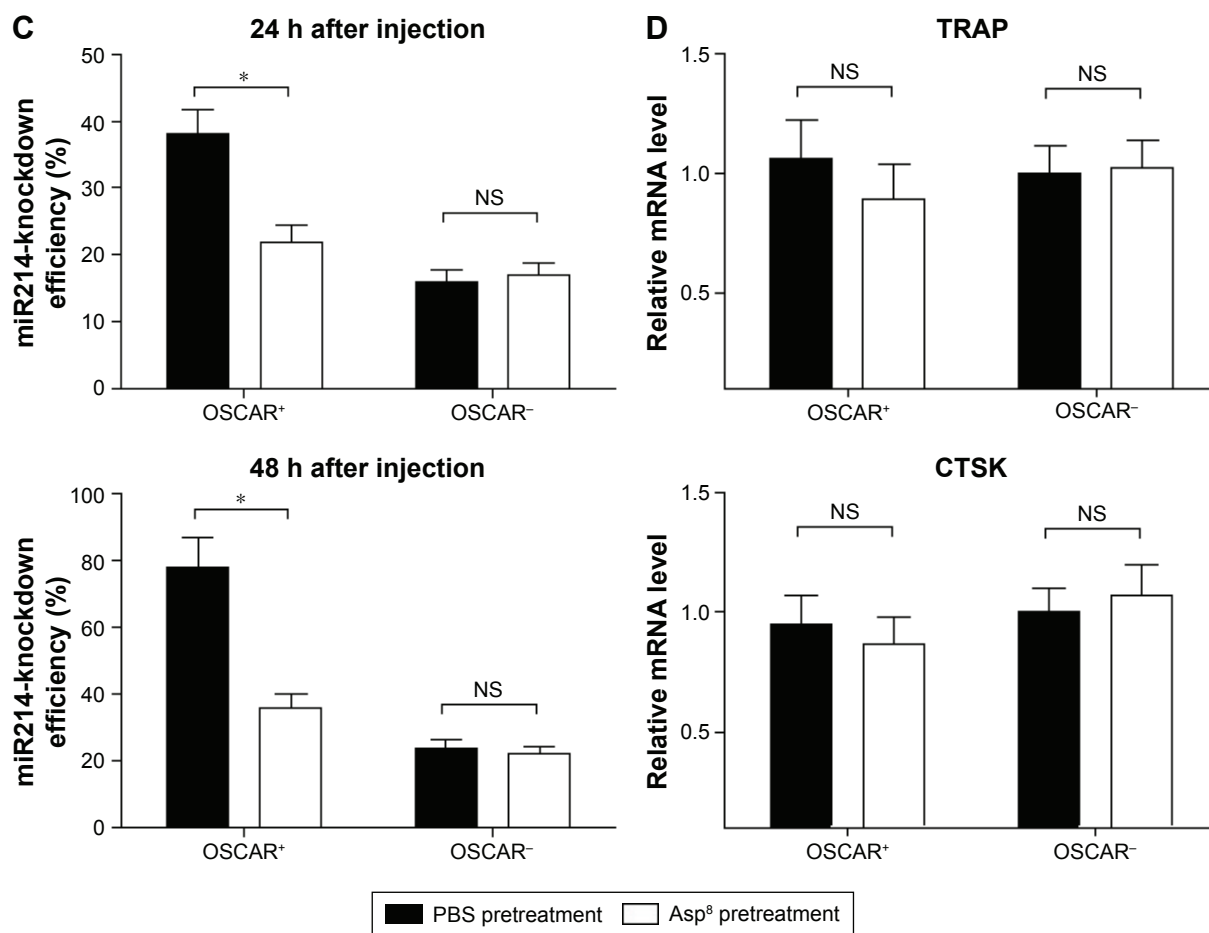 C
24 h after injection
miR214-knockdown
efficiency (%)
50
40
30
20
10
0
*
NS
OSCAR⁺
OSCAR⁻
D
TRAP
Relative mRNA level
1.5
1.0
0.5
NS
NS
OSCAR⁺
OSCAR⁻
48 h after injection
miR214-knockdown
efficiency (%)
100
80
60
40
20
0
*
NS
OSCAR⁺
OSCAR⁻
CTSK
Relative mRNA level
1.5
1.0
0.5
NS
NS
OSCAR⁺
OSCAR⁻
PBS pretreatment
Asp⁸ pretreatment